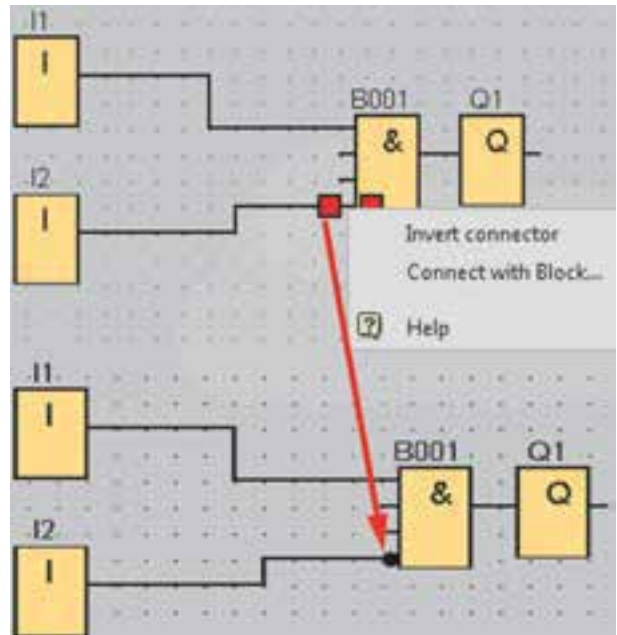 I1
I
B001
Q1
&
Q
I2
I
Invert connector
Connect with Block...
? Help
I1
I
B001
Q1
&
Q
I2
I